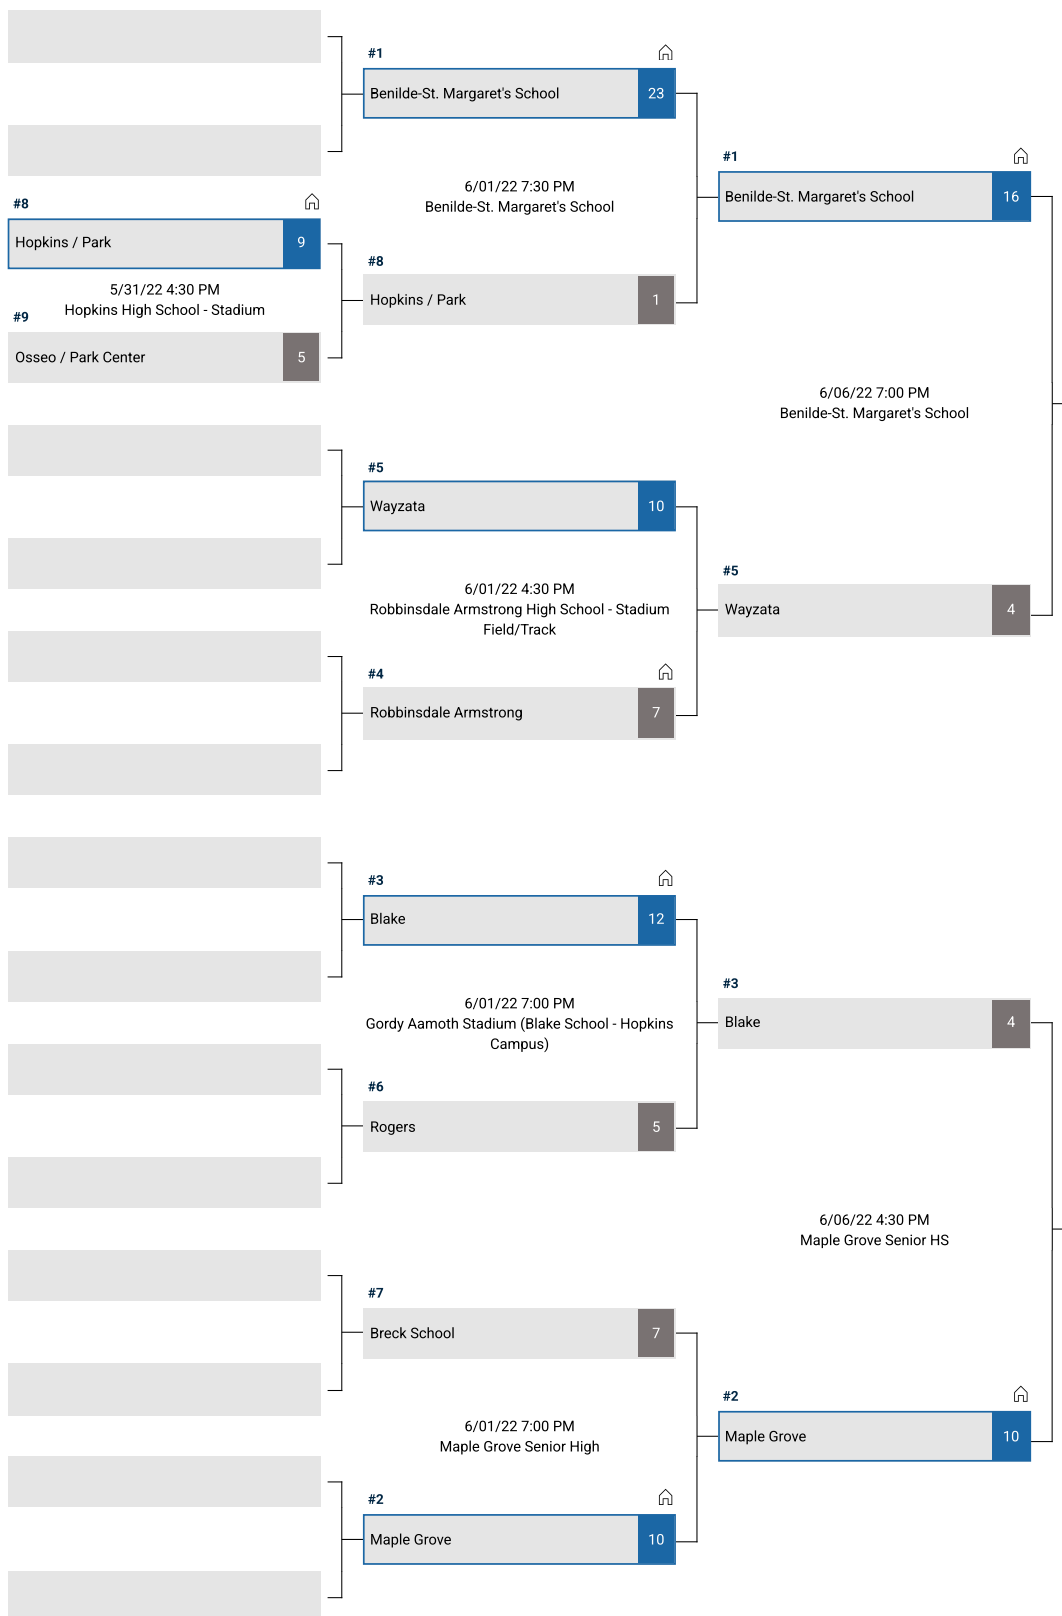 #1
Benilde-St. Margaret's School 23
6/01/22 7:30 PM
Benilde-St. Margaret's School
#1
Benilde-St. Margaret's School 16
#8
Hopkins / Park 9
5/31/22 4:30 PM
Hopkins High School - Stadium
#9
Osseo / Park Center 5
#8
Hopkins / Park 1
6/06/22 7:00 PM
Benilde-St. Margaret's School
#5
Wayzata 10
6/01/22 4:30 PM
Robbinsdale Armstrong High School - Stadium
Field/Track
#5
Wayzata 4
#4
Robbinsdale Armstrong 7
#3
Blake 12
6/01/22 7:00 PM
Gordy Aamoth Stadium (Blake School - Hopkins
Campus)
#3
Blake 4
#6
Rogers 5
6/06/22 4:30 PM
Maple Grove Senior HS
#7
Breck School 7
6/01/22 7:00 PM
Maple Grove Senior High
#2
Maple Grove 10
#2
Maple Grove 10